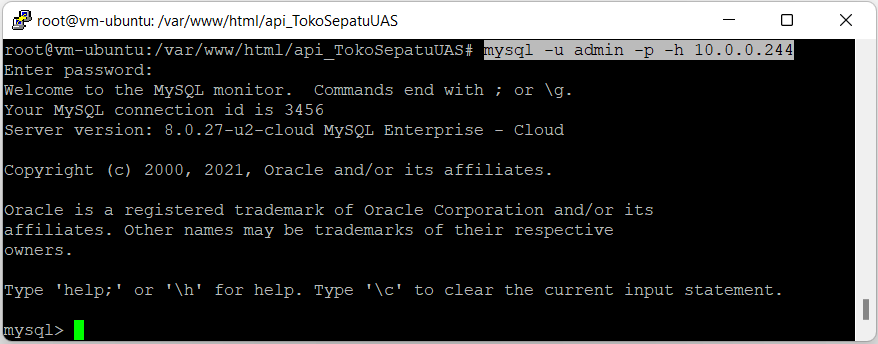 root@vm-ubuntu: /var/www/html/api_TokoSepatuUAS
root@vm-ubuntu:/var/www/html/api_TokoSepatuUAS# mysql -u admin -p -h 10.0.0.244
Enter password:
Welcome to the MySQL monitor.  Commands end with ; or \g.
Your MySQL connection id is 3456
Server version: 8.0.27-u2-cloud MySQL Enterprise - Cloud
Copyright (c) 2000, 2021, Oracle and/or its affiliates.
Oracle is a registered trademark of Oracle Corporation and/or its
affiliates. Other names may be trademarks of their respective
owners.
Type 'help;' or '\h' for help. Type '\c' to clear the current input statement.
mysql>